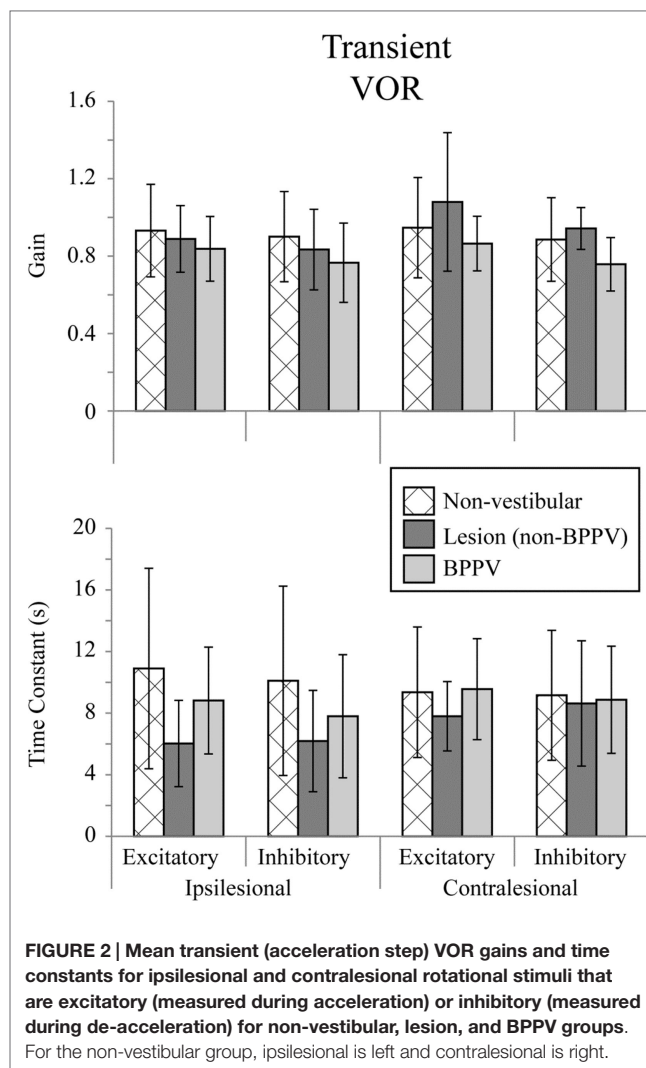 Transient
VOR
1.6
1.2
0.8
0.4
0
Gain
Non-vestibular
Lesion (non-BPPV)
BPPV
20
16
12
8
4
0
Time Constant (s)
Excitatory Inhibitory Excitatory Inhibitory
Ipsilesional Contralesional
FIGURE 2 | Mean transient (acceleration step) VOR gains and time
constants for ipsilesional and contralesional rotational stimuli that
are excitatory (measured during acceleration) or inhibitory (measured
during de-acceleration) for non-vestibular, lesion, and BPPV groups.
For the non-vestibular group, ipsilesional is left and contralesional is right.